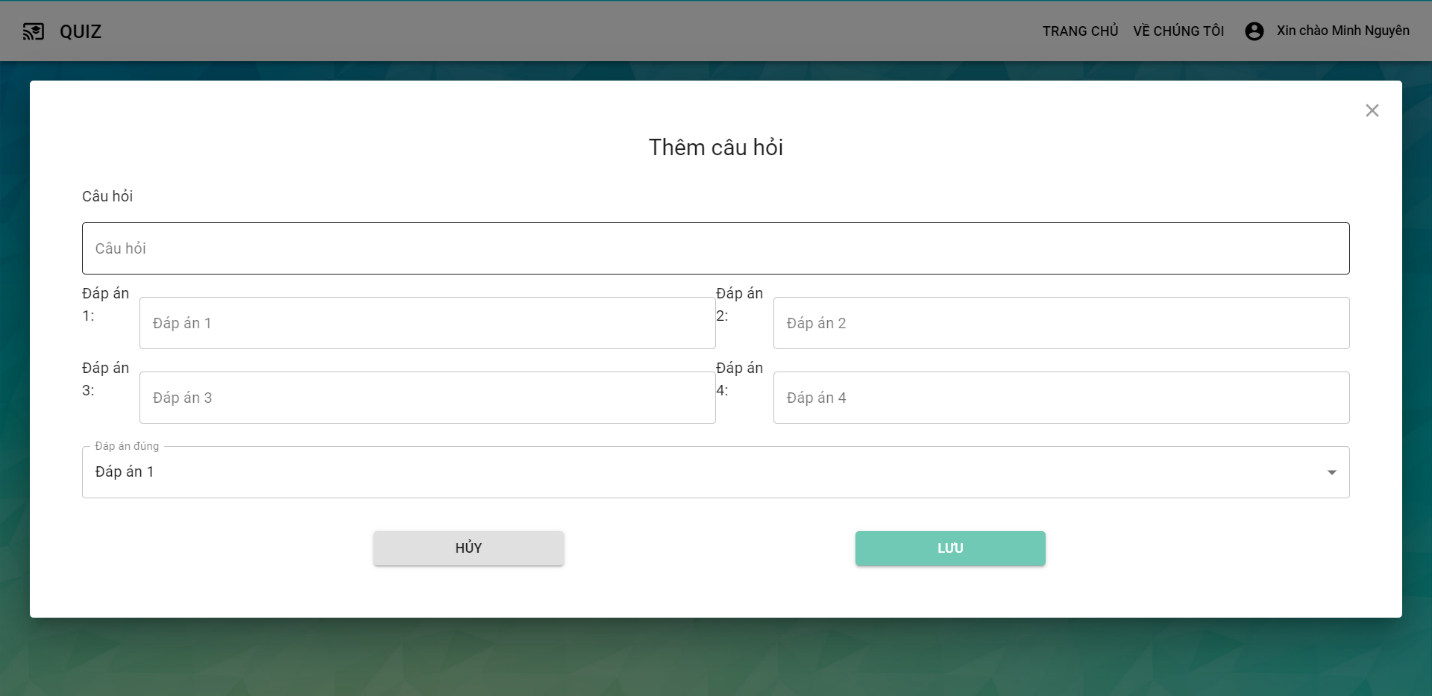 QUIZ
TRANG CHỦ
VỀ CHÚNG TÔI
Xin chào Minh Nguyên
Thêm câu hỏi
Câu hỏi
Câu hỏi
Đáp án
1:
Đáp án 1
Đáp án
2:
Đáp án 2
Đáp án
3:
Đáp án 3
Đáp án
4:
Đáp án 4
Đáp án đúng
Đáp án 1
HỦY
LƯU